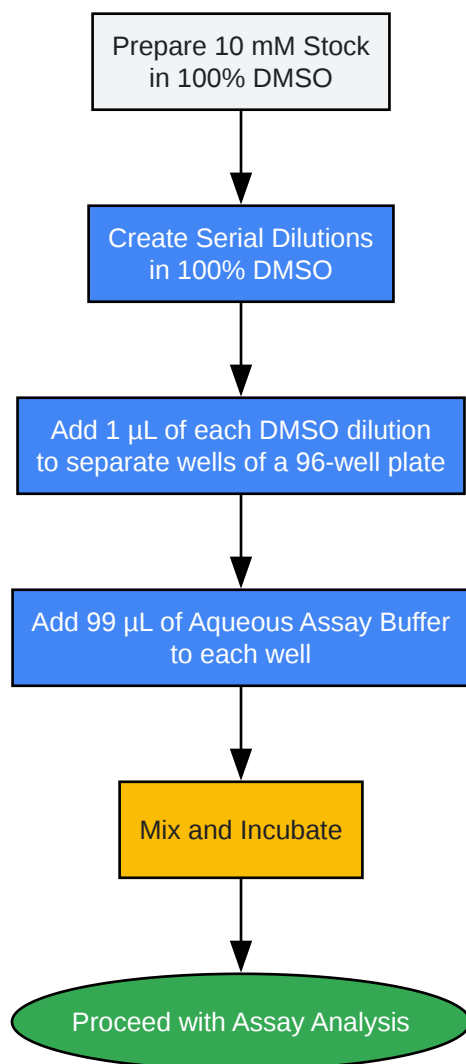 Prepare 10 mM Stock
in 100% DMSO
Create Serial Dilutions
in 100% DMSO
Add 1 µL of each DMSO dilution
to separate wells of a 96-well plate
Add 99 µL of Aqueous Assay Buffer
to each well
Mix and Incubate
Proceed with Assay Analysis